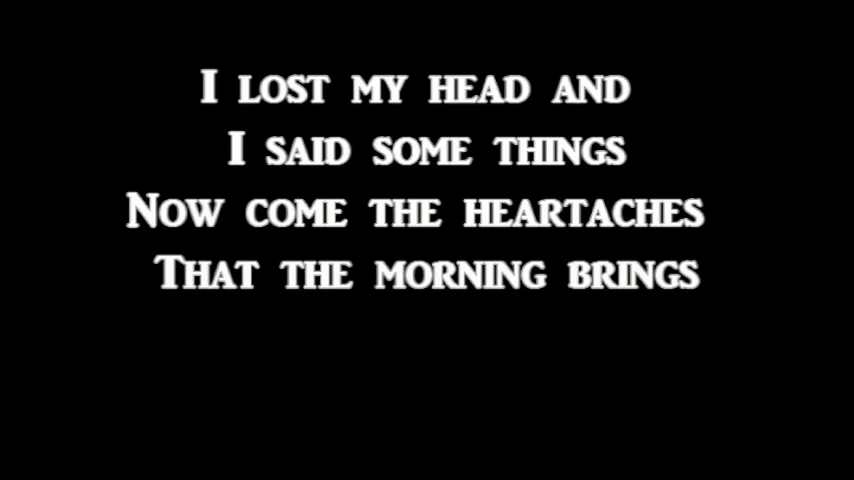 I lost my head and
I said some things
Now come the heartaches
That the morning brings